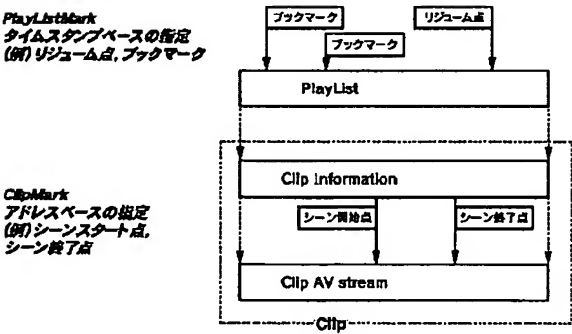 PlayListMark
タイムスタンプベースの指定
(例) リジューム点, ブックマーク
ブックマーク
ブックマーク
リジューム点
PlayList
ClipMark
アドレスベースの指定
(例) シーンスタート点,
シーン終了点
Clip Information
シーン開始点
シーン終了点
Clip AV stream
Clip